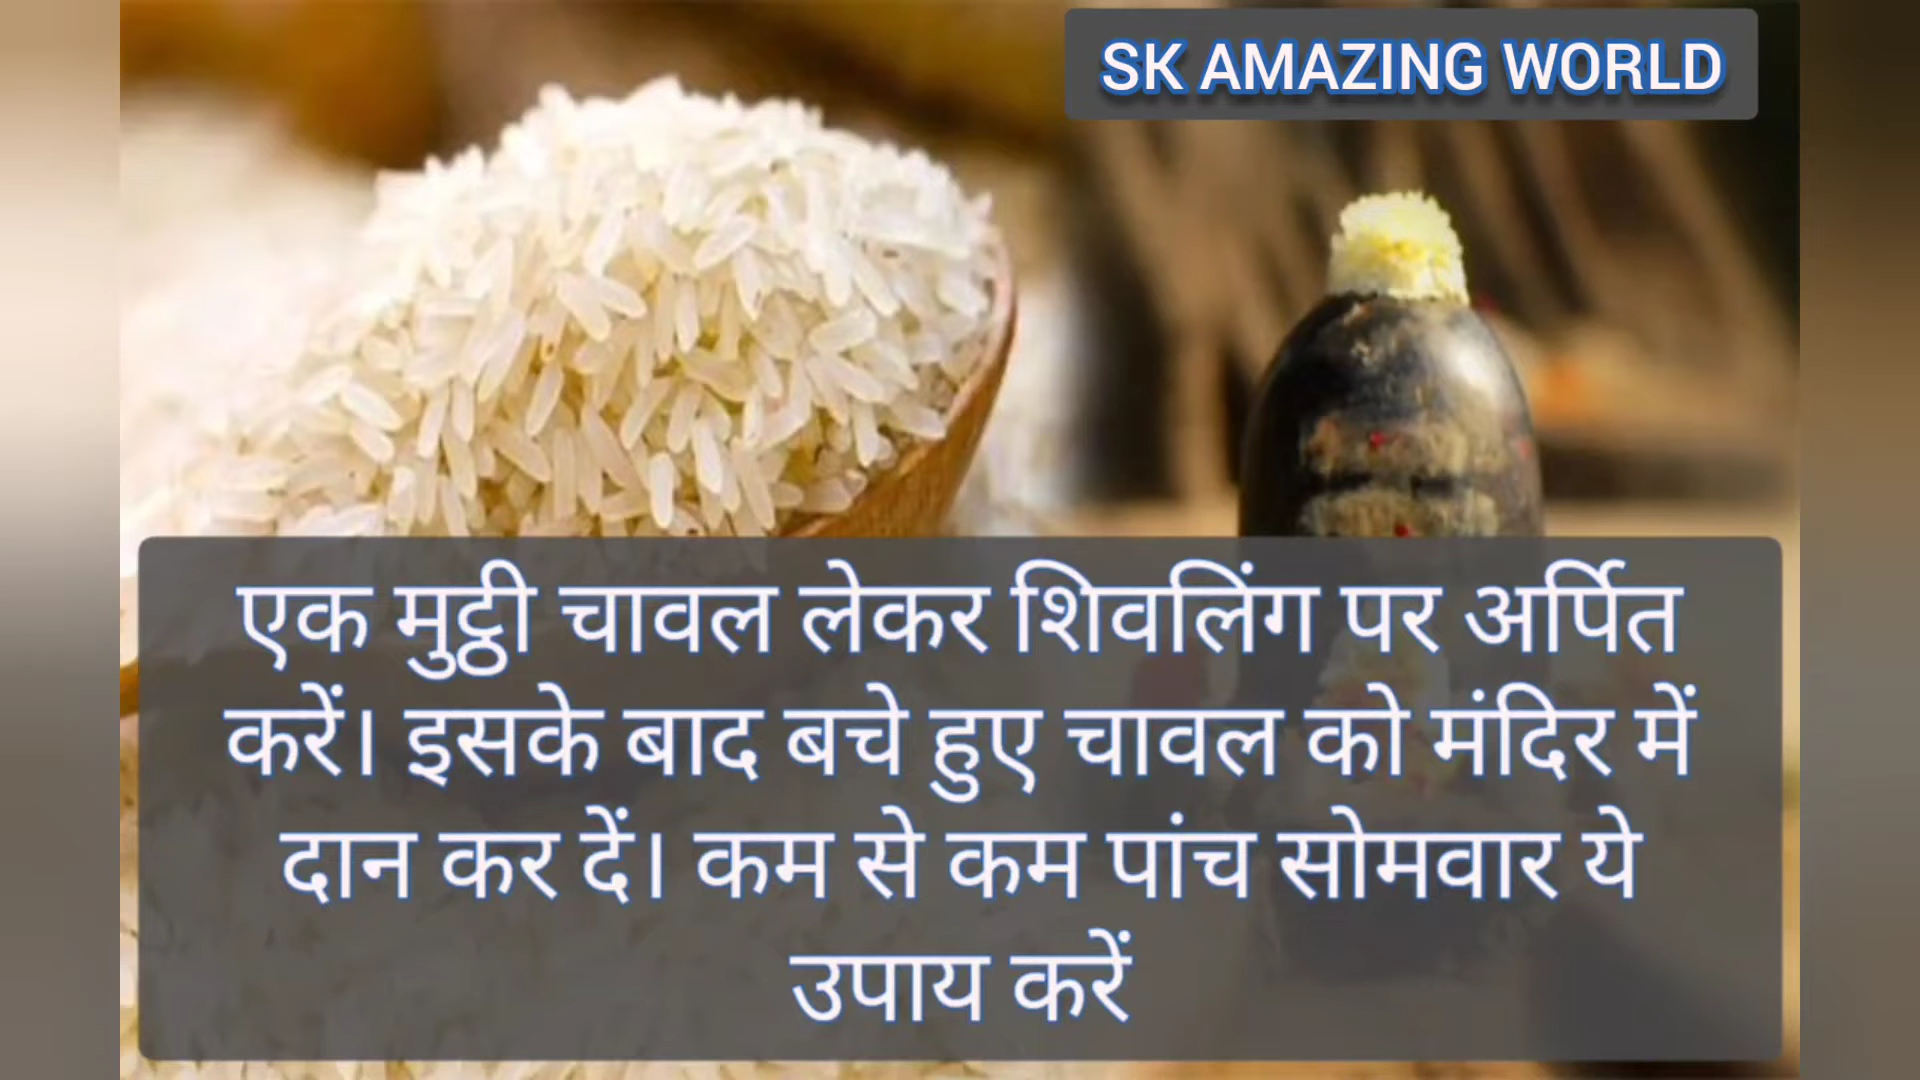 SK AMAZING WORLD
एक मुट्ठी चावल लेकर शिवलिंग पर अर्पित
करें। इसके बाद बचे हुए चावल को मंदिर में
दान कर दें। कम से कम पांच सोमवार ये
उपाय करें